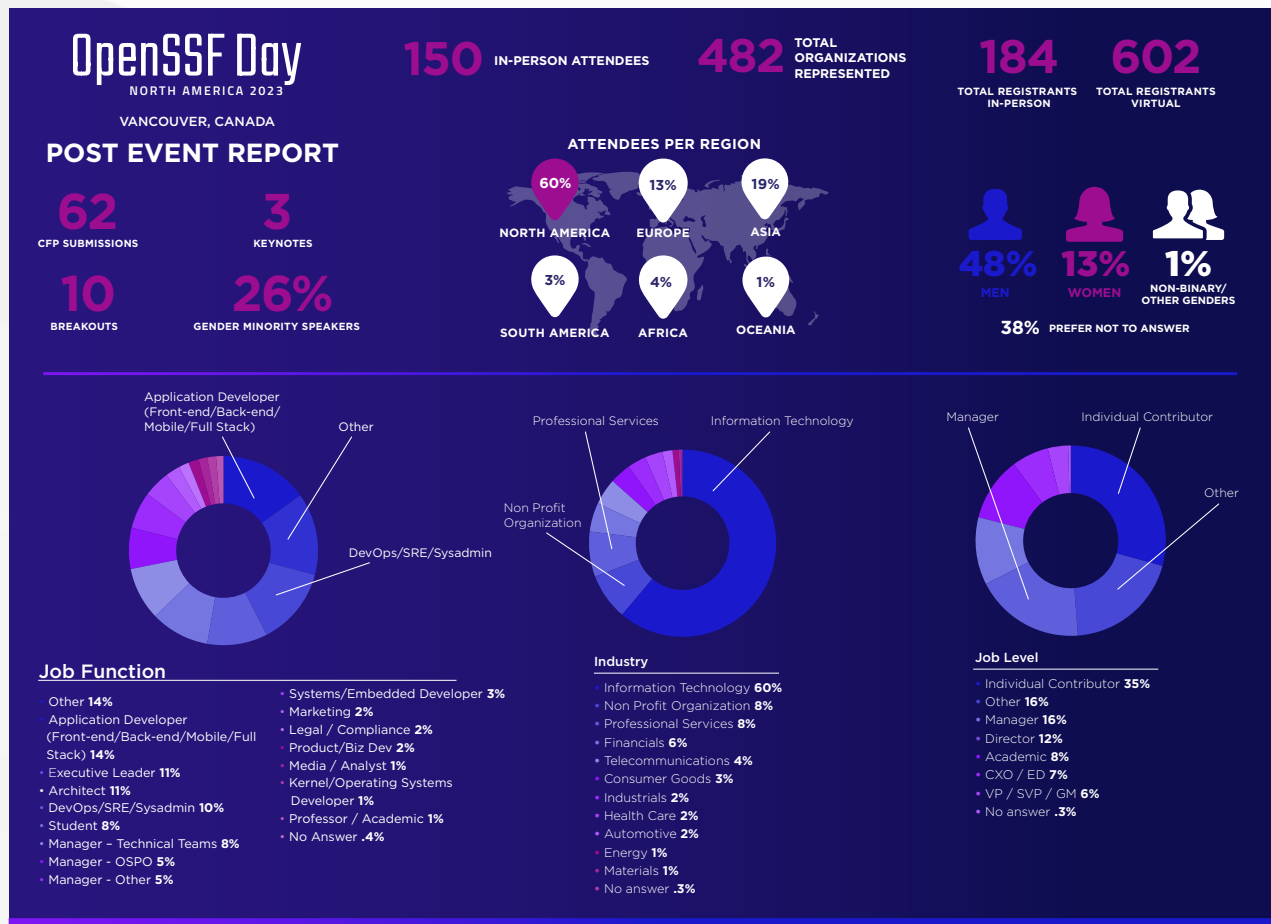 OpenSSF Day
NORTH AMERICA 2023
VANCOUVER, CANADA
POST EVENT REPORT
62
CFP SUBMISSIONS
3
KEYNOTES
10
BREAKOUTS
26%
GENDER MINORITY SPEAKERS
150 IN-PERSON ATTENDEES
482
TOTAL
ORGANIZATIONS
REPRESENTED
184
TOTAL REGISTRANTS
IN-PERSON
602
TOTAL REGISTRANTS
VIRTUAL
ATTENDEES PER REGION
60%
NORTH AMERICA
13%
EUROPE
19%
ASIA
3%
SOUTH AMERICA
4%
AFRICA
1%
OCEANIA
48%
MEN
13%
WOMEN
1%
NON-BINARY/
OTHER GENDERS
38% PREFER NOT TO ANSWER
Application Developer
(Front-end/Back-end/
Mobile/Full Stack)
Other
DevOps/SRE/Sysadmin
Professional Services
Information Technology
Non Profit
Organization
Manager
Individual Contributor
Other
Job Function
• Other 14%
Application Developer
(Front-end/Back-end/Mobile/Full
Stack) 14%
• Executive Leader 11%
• Architect 11%
• DevOps/SRE/Sysadmin 10%
• Student 8%
• Manager – Technical Teams 8%
• Manager - OSPO 5%
• Manager - Other 5%
• Systems/Embedded Developer 3%
• Marketing 2%
• Legal / Compliance 2%
• Product/Biz Dev 2%
• Media / Analyst 1%
• Kernel/Operating Systems
Developer 1%
• Professor / Academic 1%
• No Answer .4%
Industry
• Information Technology 60%
• Non Profit Organization 8%
• Professional Services 8%
• Financials 6%
• Telecommunications 4%
• Consumer Goods 3%
• Industrials 2%
• Health Care 2%
• Automotive 2%
• Energy 1%
• Materials 1%
• No answer .3%
Job Level
• Individual Contributor 35%
• Other 16%
• Manager 16%
• Director 12%
• Academic 8%
• CXO / ED 7%
• VP / SVP / GM 6%
• No answer .3%